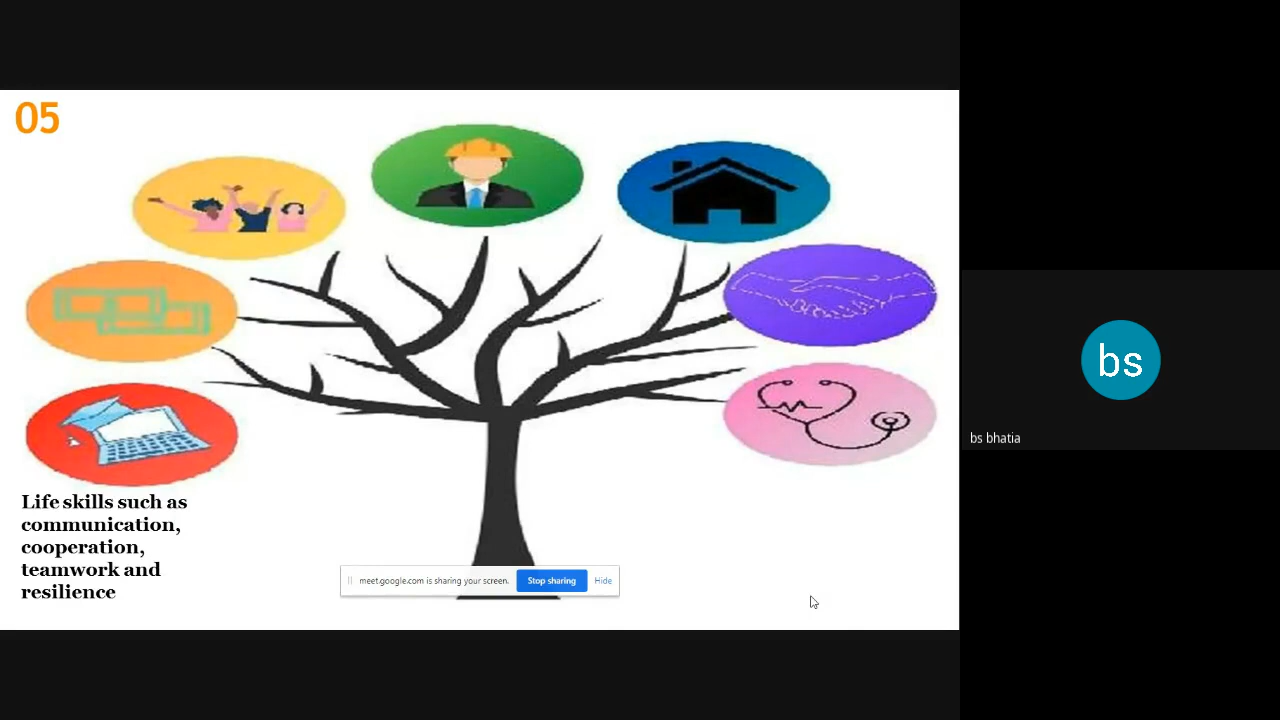 05
Life skills such as
communication,
cooperation,
teamwork and
resilience
meet.google.com is sharing your screen.
Stop sharing
Hide
bs
bs bhatia